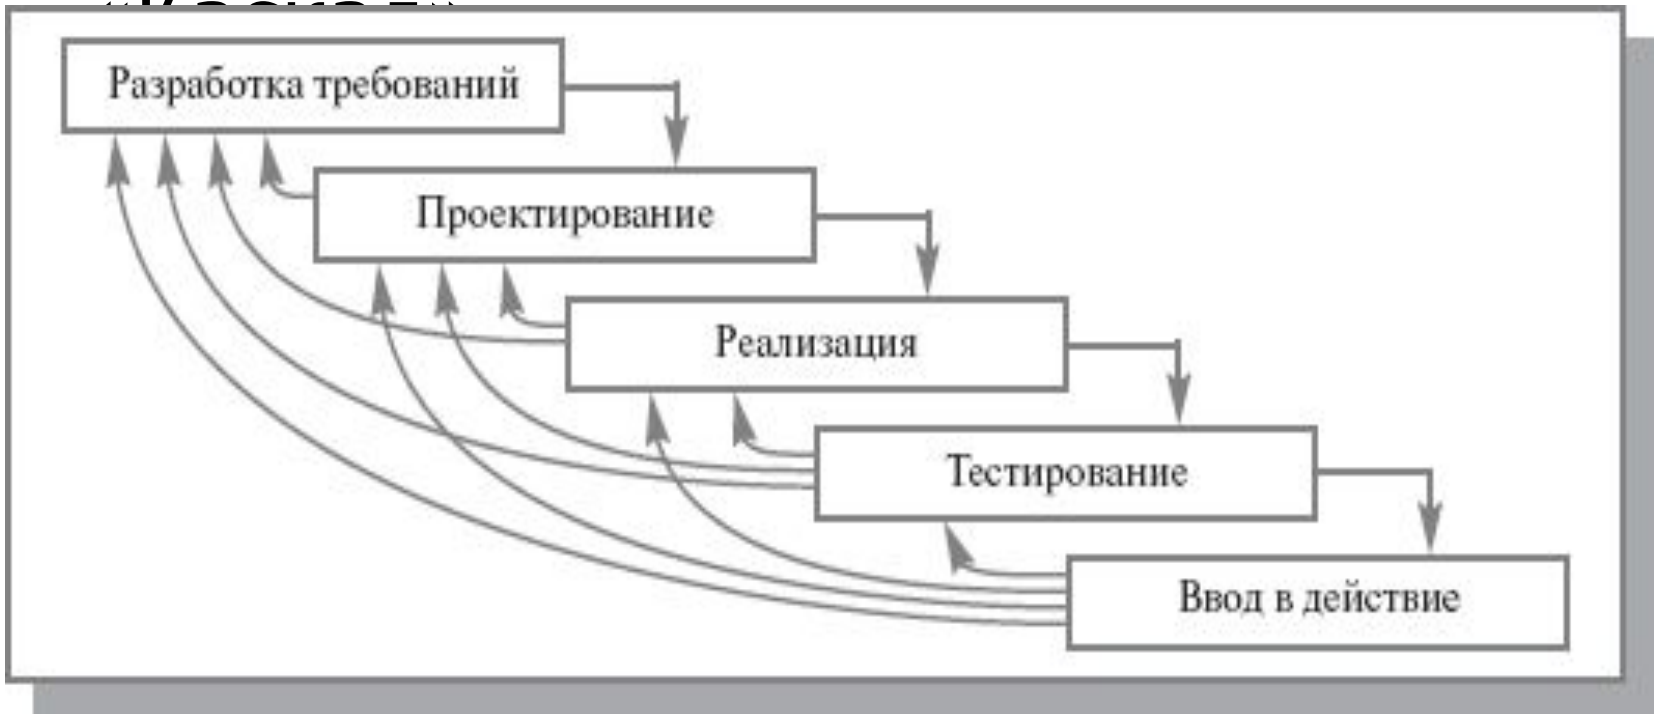 Разработка требований
Проектирование
Реализация
Тестирование
Ввод в действие